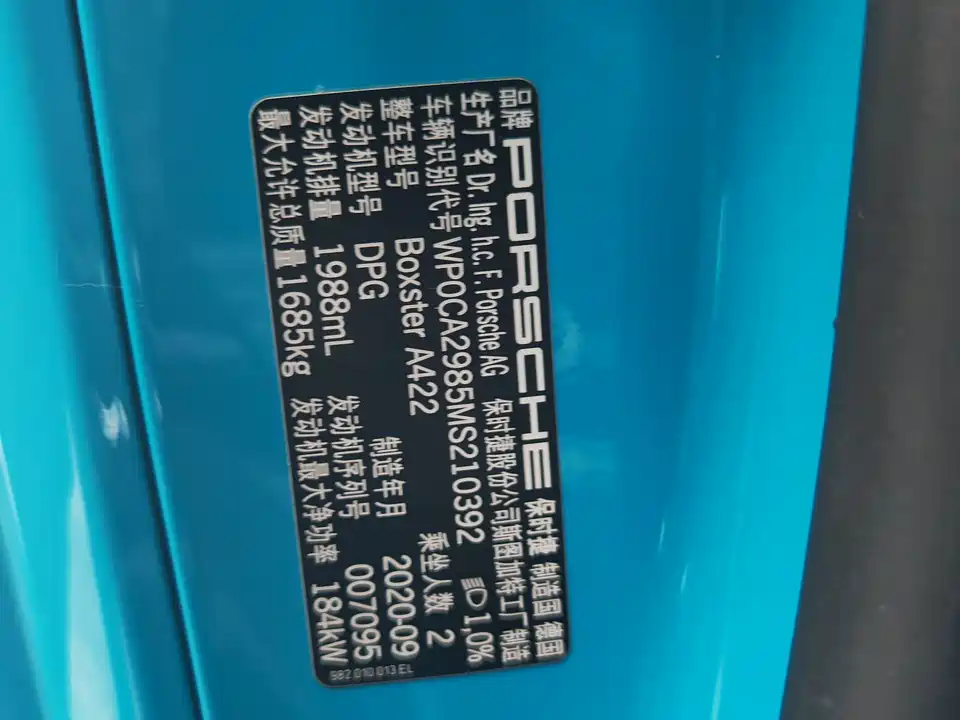 品牌 PORSCHE 保时捷 制造国 德国
生产厂名 Dr. Ing. h.c. F. Porsche AG 保时捷股份公司斯图加特工厂 制造
车辆识别代号 WP0CA2985MS210392 1,0%
整车型号 Boxster A422 乘坐人数 2
发动机型号 DPG 制造年月 2020-09
发动机排量 1988mL 发动机序列号 007095
最大允许总质量 1685kg 发动机最大净功率 184kW
982 010 013 EL